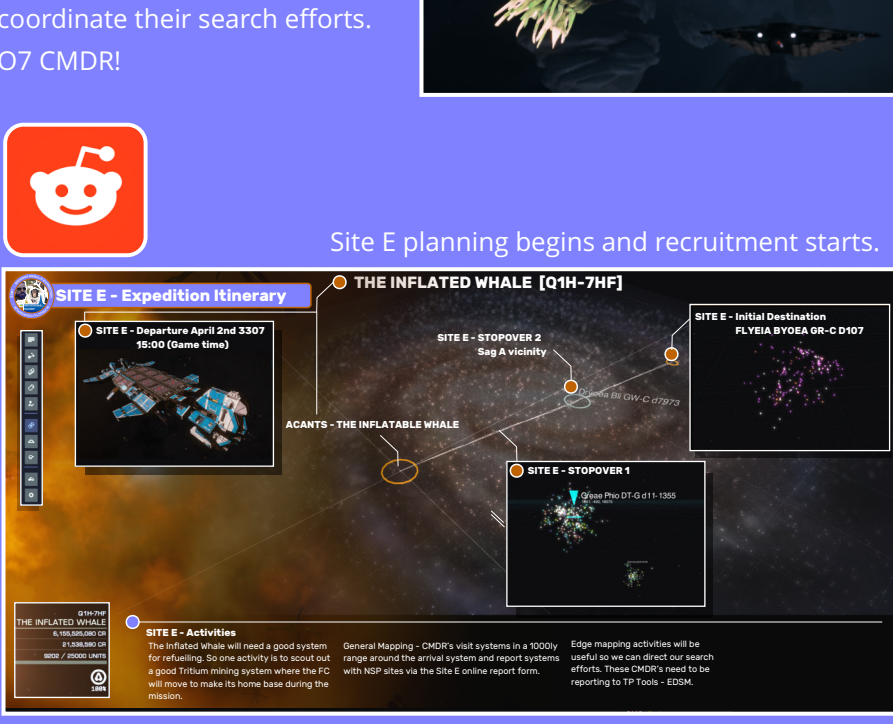 coordinate their search efforts.
O7 CMDR!
Site E planning begins and recruitment starts.
SITE E - Expedition Itinerary
THE INFLATED WHALE [Q1H-7HF]
SITE E - Departure April 2nd 3307
15:00 (Game time)
SITE E - STOPOVER 2
Sag A vicinity
SITE E - Initial Destination
FLYEIA BYOEA GR-C D107
Bli GW-C d7973
ACANTS - THE INFLATABLE WHALE
SITE E - STOPOVER 1
Greae Phio DT-G d11-1355
Q1H-7HF
THE INFLATED WHALE
6,155,525,080 CR
21,538,590 CR
9202 / 25000 UNITS
100%
SITE E - Activities
The Inflated Whale will need a good system
for refueiling. So one activity is to scout out
a good Tritium mining system where the FC
will move to make its home base during the
mission.
General Mapping - CMDR's visit systems in a 1000ly
range around the arrival system and report systems
with NSP sites via the Site E online report form.
Edge mapping activities will be
useful so we can direct our search
efforts. These CMDR's need to be
reporting to TP Tools - EDSM.